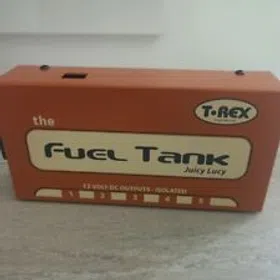 T-REX
the
Fuel Tank
Juicy Lucy
12 VOLT DC OUTPUTS - ISOLATED
1 2 3 4 5